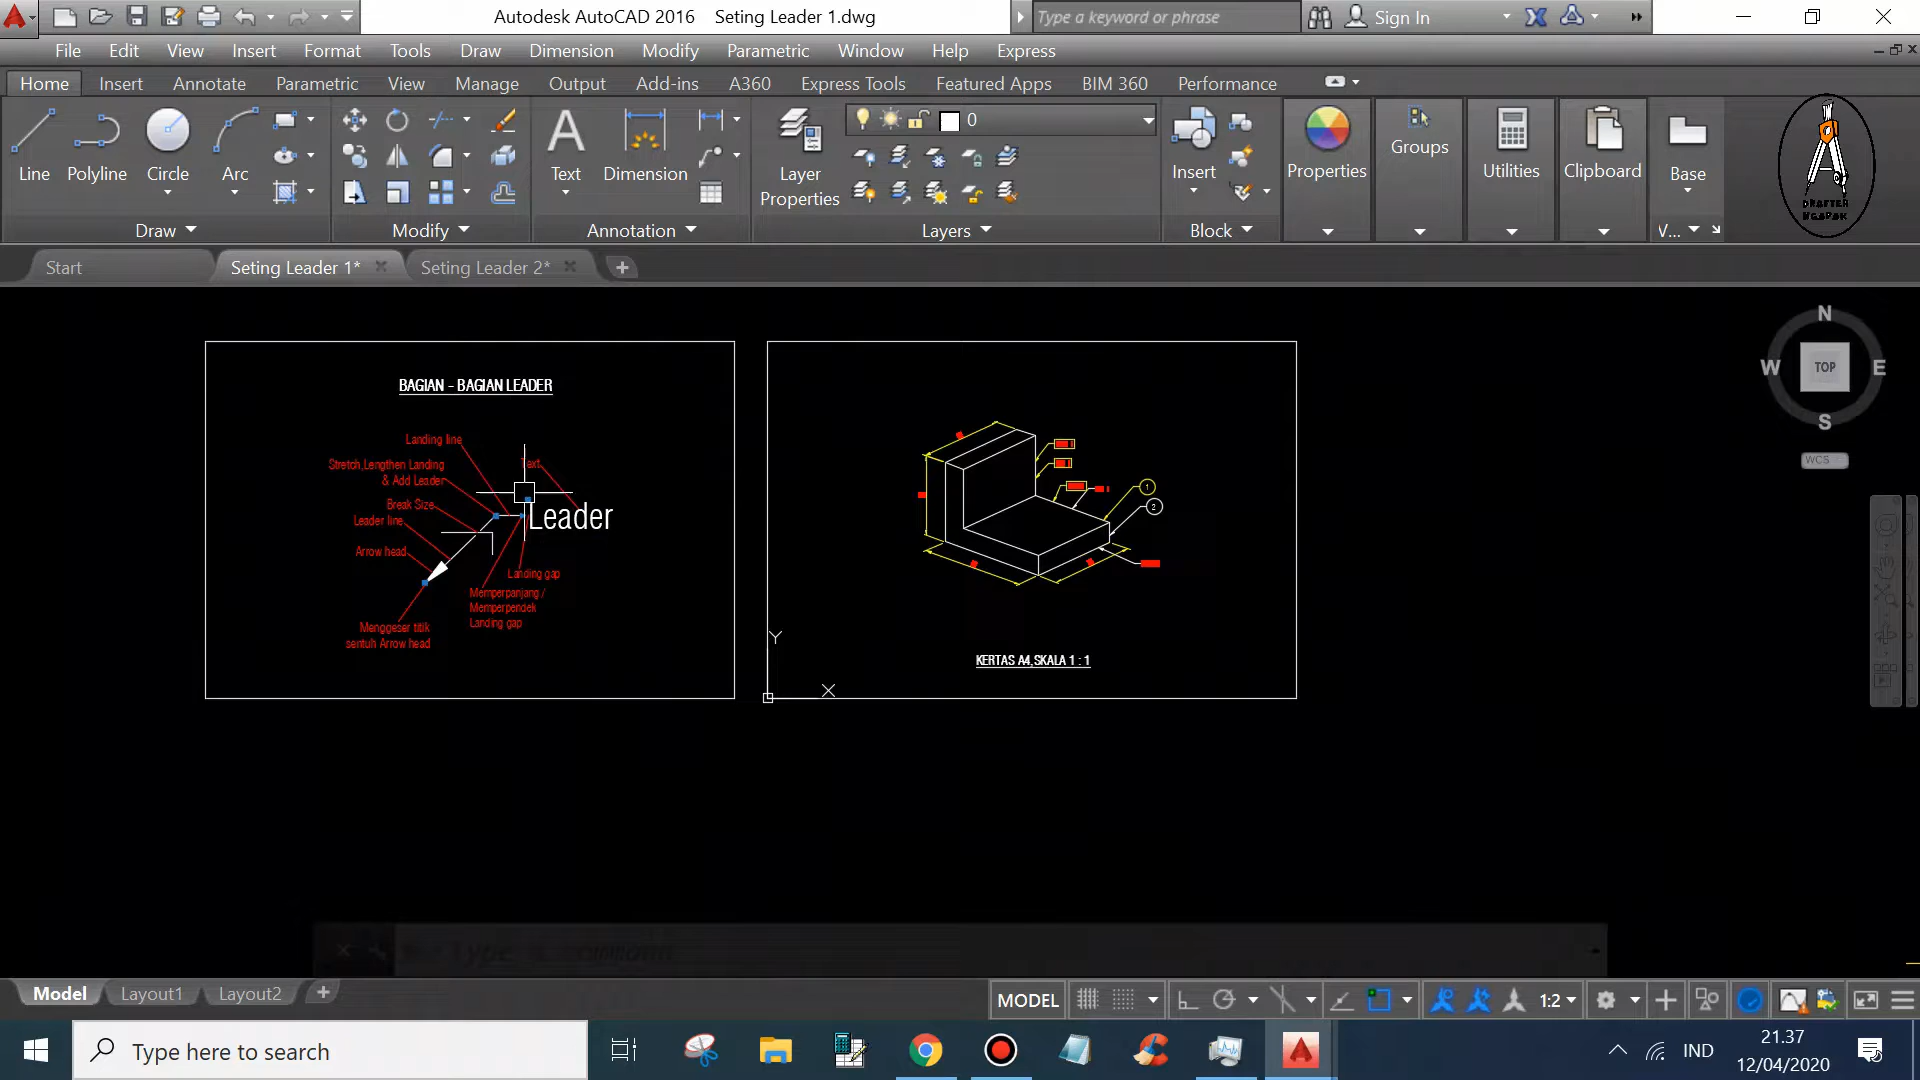 Autodesk AutoCAD 2016 Seting Leader 1.dwg
Type a keyword or phrase
Sign In
File Edit View Insert Format Tools Draw Dimension Modify Parametric Window Help Express
Home Insert Annotate Parametric View Manage Output Add-ins A360 Express Tools Featured Apps BIM 360 Performance
0
Line Polyline Circle Arc
Text Dimension
Layer
Properties
Insert
Properties
Groups
Utilities
Clipboard
Base
DRAFTER
NGAPAK
Draw Modify Annotation Layers Block V...
Start Seting Leader 1* Seting Leader 2*
N
W TOP E
S
WCS
BAGIAN - BAGIAN LEADER
Landing line
Stretch,Lengthen Landing
& Add Leader
Text
Break Size
Leader line
Leader
Arrow head
Landing gap
Memperpanjang /
Memperpendek
Landing gap
Menggeser titik
sentuh Arrow head
1
2
Y
X
KERTAS A4,SKALA 1 : 1
Type a command
Model Layout1 Layout2
MODEL
1:2
Type here to search
IND
21.37
12/04/2020